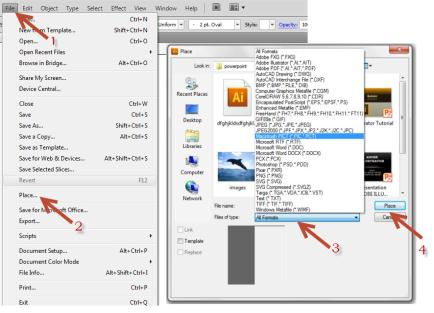 File Edit Object Type Select Effect View Window Help
Ctrl+N
New from Template... Shift+Ctrl+N
Open... Ctrl+O
Open Recent Files
Browse in Bridge... Alt+Ctrl+O
Share My Screen...
Device Central...
Close Ctrl+W
Save Ctrl+S
Save As... Shift+Ctrl+S
Save a Copy... Alt+Ctrl+S
Save as Template...
Save for Web & Devices... Alt+Shift+Ctrl+S
Save Selected Slices...
Revert F12
Place...
Save for Microsoft Office...
Export...
Scripts
Document Setup... Alt+Ctrl+P
Document Color Mode
File Info... Alt+Shift+Ctrl+I
Print... Ctrl+P
Exit Ctrl+Q
1
2
Uniform 2 pt. Oval Style: Opacity:
Place
Look in: powerpoint
Recent Places
Desktop
Libraries
Computer
Network
Ai
images
All Formats
Adobe FXG (*.FXG)
Adobe Illustrator (*.AI,*.AIT)
Adobe PDF (*.AI,*.AIT,*.PDF)
AutoCAD Drawing (*.DWG)
AutoCAD Interchange File (*.DXF)
BMP (*.BMP,*.RLE,*.DIB)
Computer Graphics Metafile (*.CGM)
CorelDRAW 5,6,7,8,9,10 (*.CDR)
Encapsulated PostScript (*.EPS,*.EPSF,*.PS)
Enhanced Metafile (*.EMF)
FreeHand (*.FH7,*.FH8,*.FH9,*.FH10,*.FH11,*.FT11)
GIF89a (*.GIF)
JPEG (*.JPG,*.JPE,*.JPEG)
JPEG2000 (*.JPF,*.JPX,*.JP2,*.J2K,*.J2C,*.JPC)
Macintosh PICT (*.PIC,*.PCT)
Microsoft RTF (*.RTF)
Microsoft Word (*.DOC)
Microsoft Word DOCX (*.DOCX)
PCX (*.PCX)
Photoshop (*.PSD,*.PDD)
Pixar (*.PXR)
PNG (*.PNG)
SVG (*.SVG)
SVG Compressed (*.SVGZ)
Targa (*.TGA,*.VDA,*.ICB,*.VST)
Text (*.TXT)
TIFF (*.TIF,*.TIFF)
Windows Metafile (*.WMF)
ator Tutorial
sentation
File name: Place
Files of type: All Formats
Link
Template
Replace
3
4